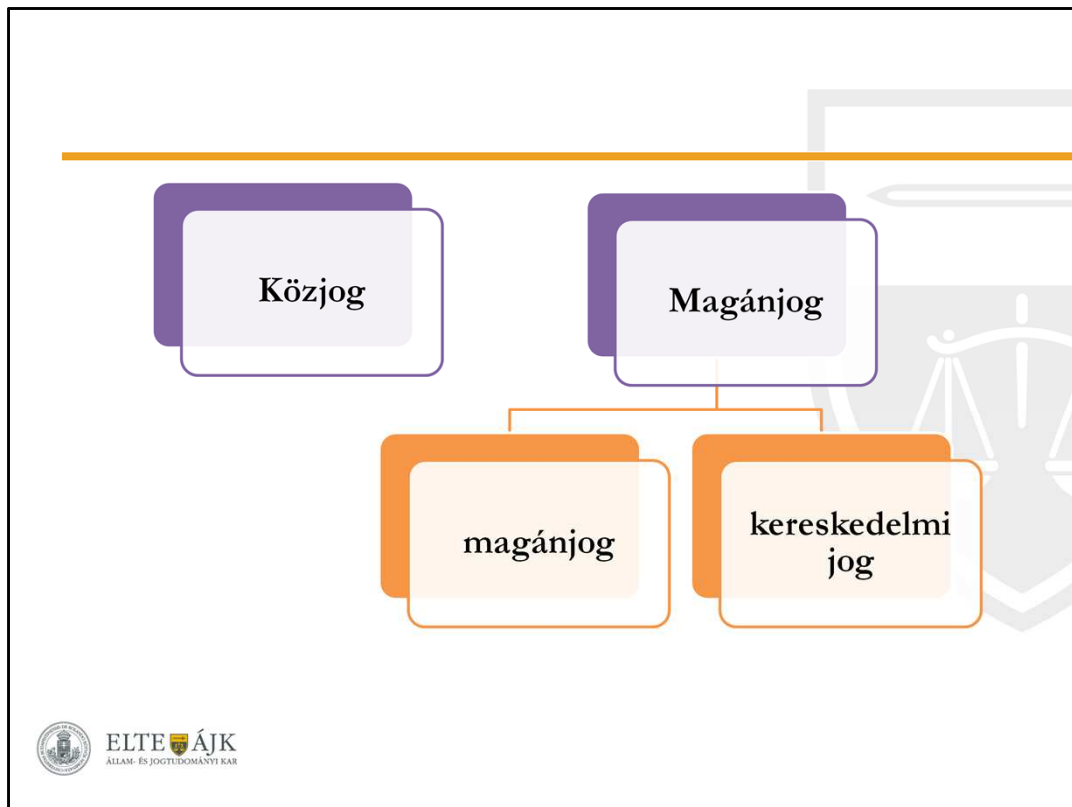 Közjog
Magánjog
magánjog
kereskedelmi
jog
ELTE ÁJK
ÁLLAM- ÉS JOGTUDOMÁNYI KAR